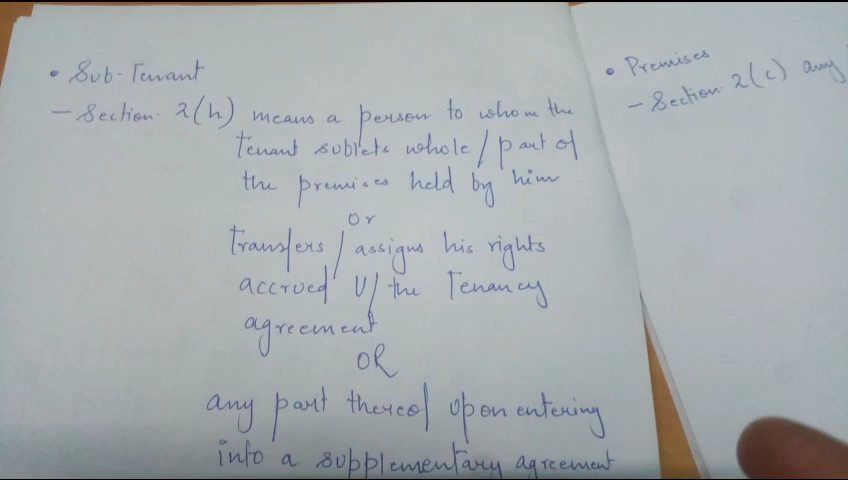 • Sub-Tenant
- Section 2(h) means a person to whom the
Tenant sublets whole / part of
the premises held by him
or
transfers / assigns his rights
accrued U/ the Tenancy
agreement
OR
any part thereof upon entering
into a supplementary agreement
• Premises
- Section 2(c) any